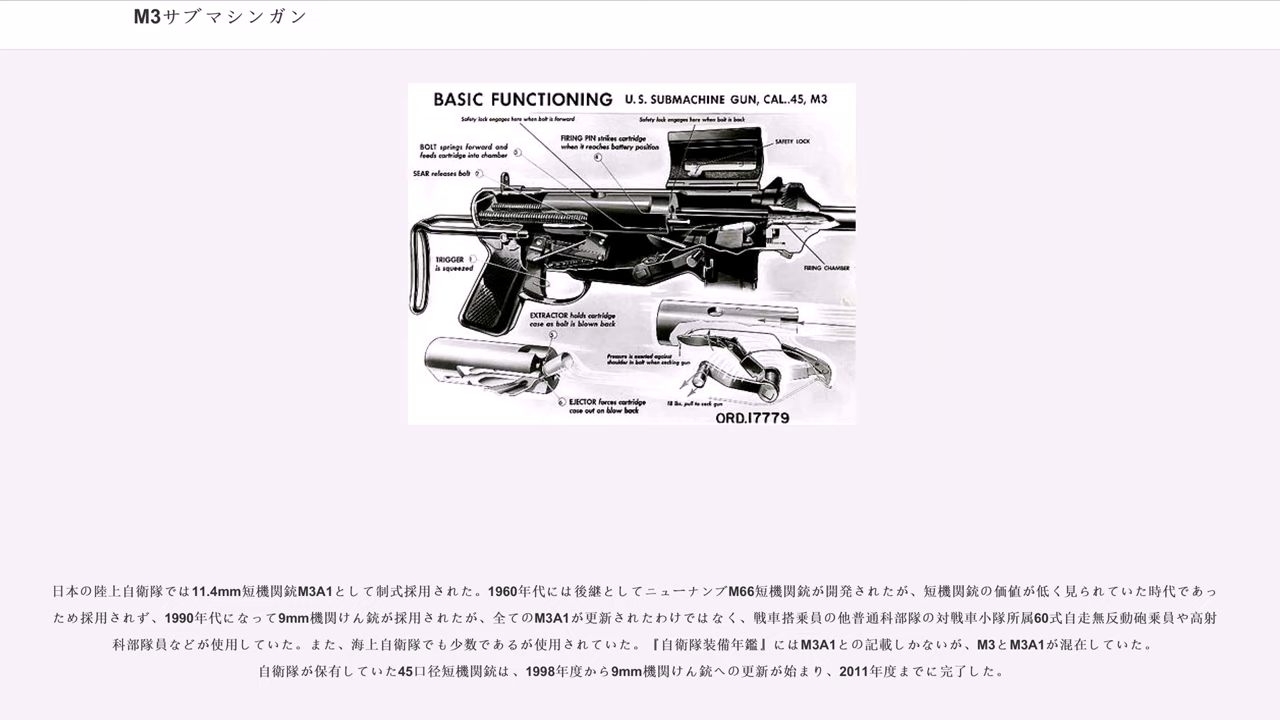 M3サブマシンガン
BASIC FUNCTIONING U.S. SUBMACHINE GUN, CAL..45, M3
Safety lock engages here when bolt is forward
Safety lock engages here when bolt is back
FIRING PIN strikes cartridge
when it reaches battery position
SAFETY LOCK
BOLT springs forward and
feeds cartridge into chamber
SEAR releases bolt
TRIGGER
is squeezed
FIRING CHAMBER
EXTRACTOR holds cartridge
case as bolt is blown back
Pressure is exerted against
shoulder in bolt when cocking gun
EJECTOR forces cartridge
case out on blow back
18 lbs. pull to cock gun
ORD.17779
日本の陸上自衛隊では11.4mm短機関銃M3A1として制式採用された。1960年代には後継としてニューナンブM66短機関銃が開発されたが、短機関銃の価値が低く見られていた時代であっ
ため採用されず、1990年代になって9mm機関けん銃が採用されたが、全てのM3A1が更新されたわけではなく、戦車搭乗員の他普通科部隊の対戦車小隊所属60式自走無反動砲乗員や高射
科部隊員などが使用していた。また、海上自衛隊でも少数であるが使用されていた。『自衛隊装備年鑑』にはM3A1との記載しかないが、M3とM3A1が混在していた。
自衛隊が保有していた45口径短機関銃は、1998年度から9mm機関けん銃への更新が始まり、2011年度までに完了した。